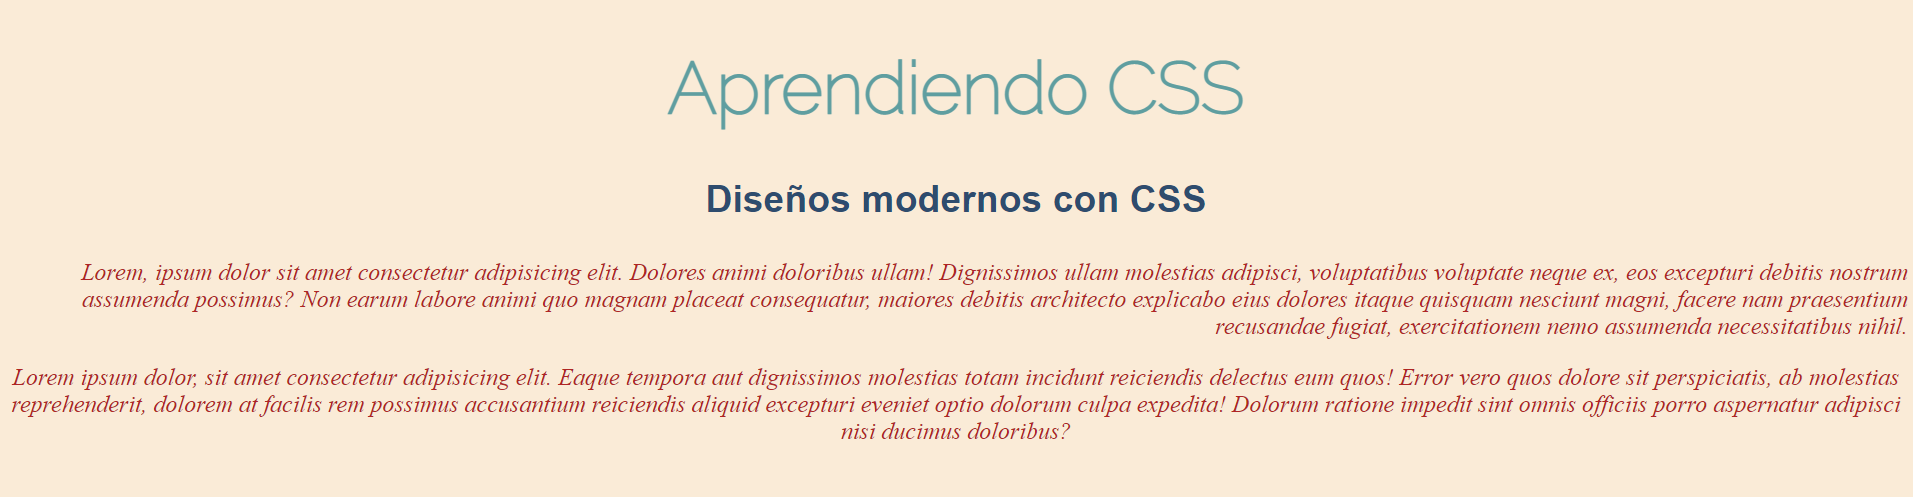 Aprendiendo CSS
Diseños modernos con CSS
Lorem, ipsum dolor sit amet consectetur adipisicing elit. Dolores animi doloribus ullam! Dignissimos ullam molestias adipisci, voluptatibus voluptate neque ex, eos excepturi debitis nostrum
assumenda possimus? Non earum labore animi quo magnam placeat consequatur, maiores debitis architecto explicabo eius dolores itaque quisquam nesciunt magni, facere nam praesentium
recusandae fugiat, exercitationem nemo assumenda necessitatibus nihil.
Lorem ipsum dolor, sit amet consectetur adipisicing elit. Eaque tempora aut dignissimos molestias totam incidunt reiciendis delectus eum quos! Error vero quos dolore sit perspiciatis, ab molestias
reprehenderit, dolorem at facilis rem possimus accusantium reiciendis aliquid excepturi eveniet optio dolorum culpa expedita! Dolorum ratione impedit sint omnis officiis porro aspernatur adipisci
nisi ducimus doloribus?